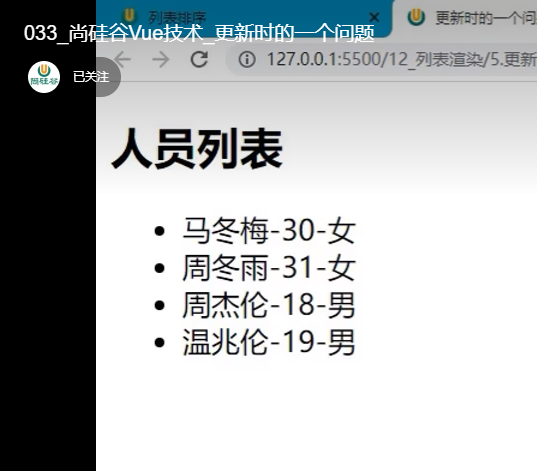 列表排序
更新时的一个问
033_尚硅谷Vue技术_更新时的一个问题
尚硅谷
已关注
127.0.0.1:5500/12_列表渲染/5.更新
人员列表
马冬梅-30-女
周冬雨-31-女
周杰伦-18-男
温兆伦-19-男